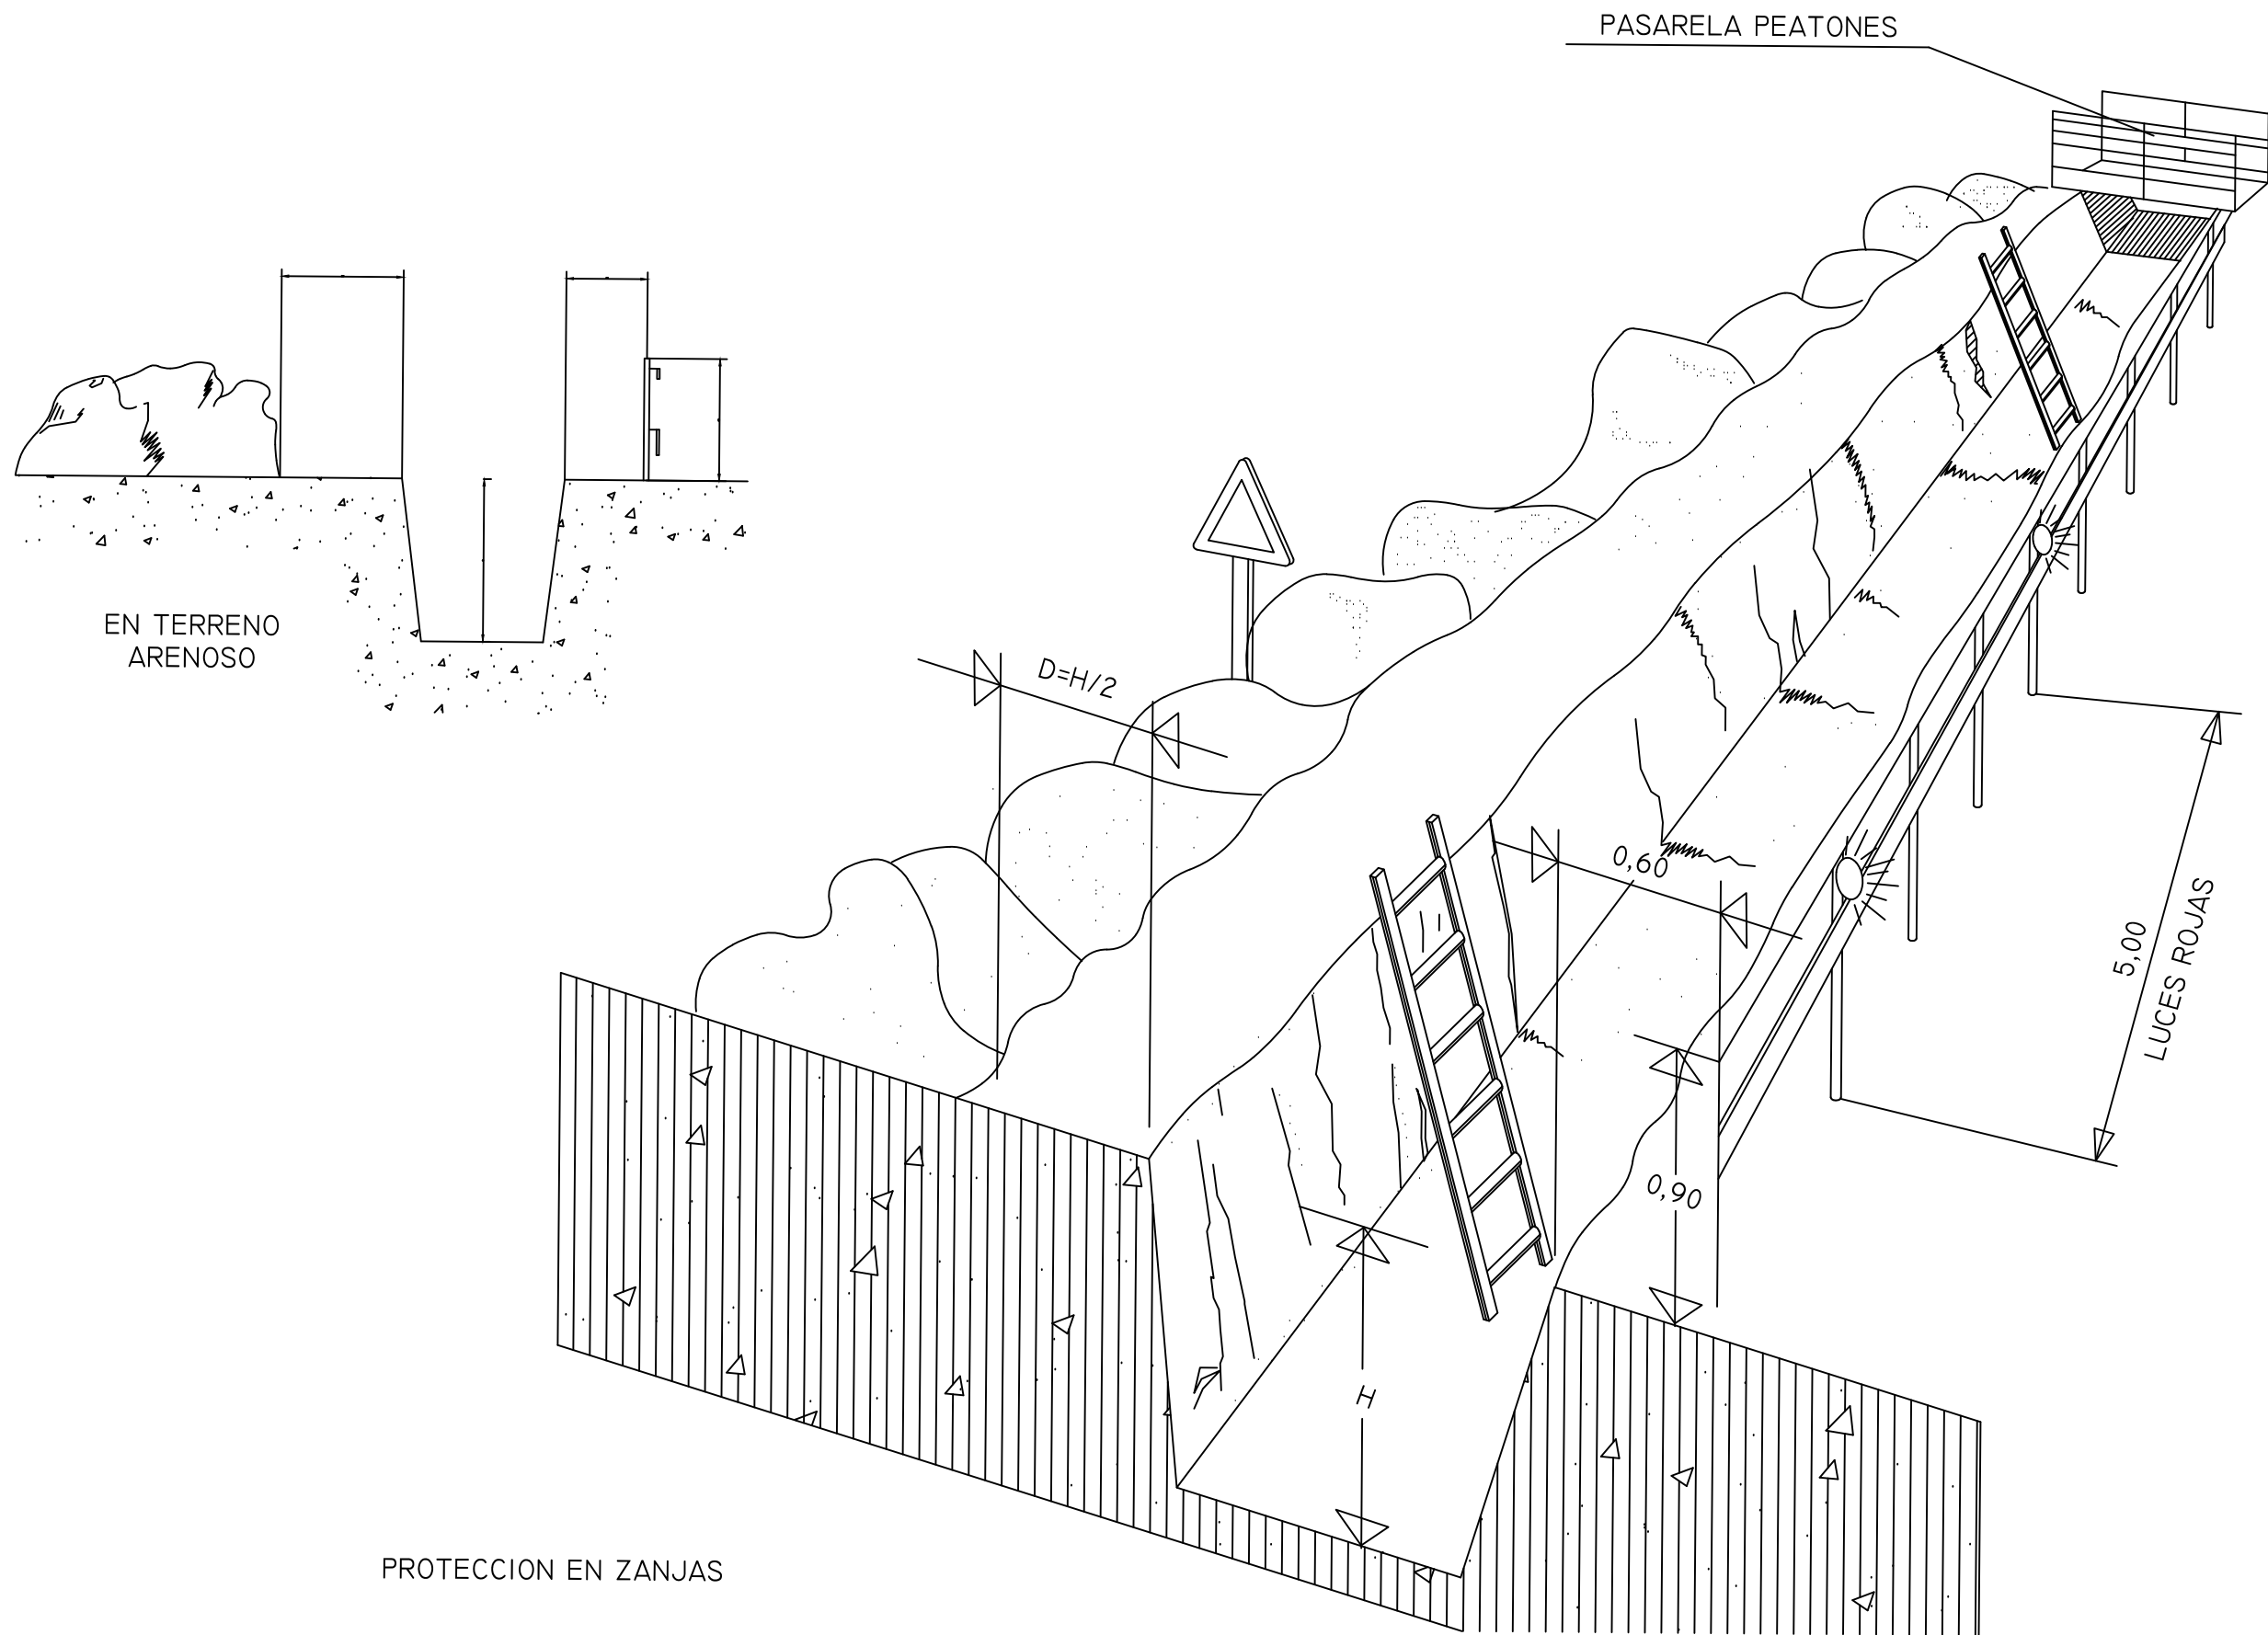 PASARELA PEATONES
EN TERRENO
ARENOSO
D=H/2
0,60
5,00
LUCES ROJAS
0,90
H
PROTECCION EN ZANJAS